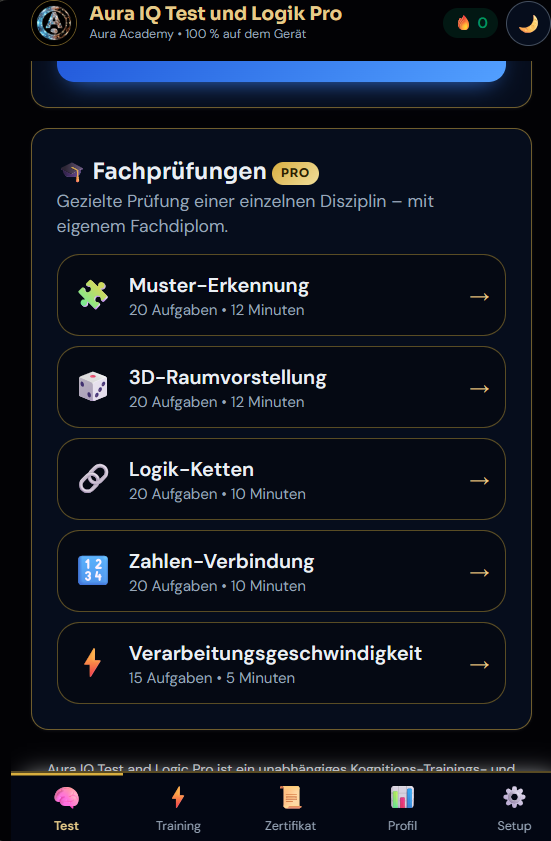 Aura IQ Test und Logik Pro
Aura Academy • 100 % auf dem Gerät
0
Fachprüfungen PRO
Gezielte Prüfung einer einzelnen Disziplin – mit
eigenem Fachdiplom.
Muster-Erkennung
20 Aufgaben • 12 Minuten
→
3D-Raumvorstellung
20 Aufgaben • 12 Minuten
→
Logik-Ketten
20 Aufgaben • 10 Minuten
→
1234
Zahlen-Verbindung
20 Aufgaben • 10 Minuten
→
Verarbeitungsgeschwindigkeit
15 Aufgaben • 5 Minuten
→
Aura IQ Test and Logic Pro ist ein unabhängiges Kognitions-Trainings- und
Test
Training
Zertifikat
Profil
Setup